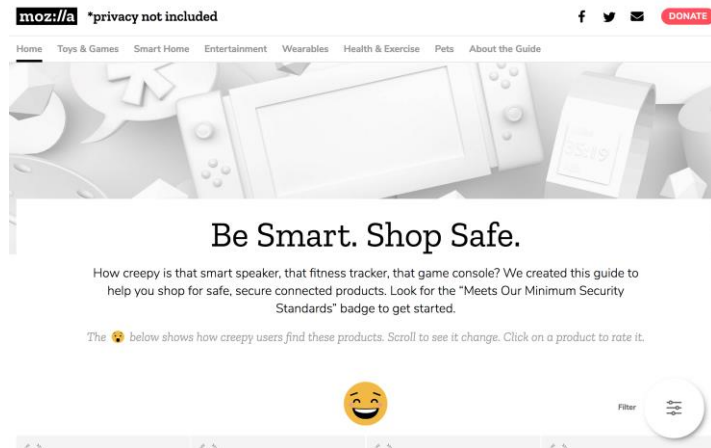 moz://a *privacy not included
DONATE
Home Toys & Games Smart Home Entertainment Wearables Health & Exercise Pets About the Guide
35:19
Be Smart. Shop Safe.
How creepy is that smart speaker, that fitness tracker, that game console? We created this guide to
help you shop for safe, secure connected products. Look for the “Meets Our Minimum Security
Standards” badge to get started.
The 😮 below shows how creepy users find these products. Scroll to see it change. Click on a product to rate it.
Filter